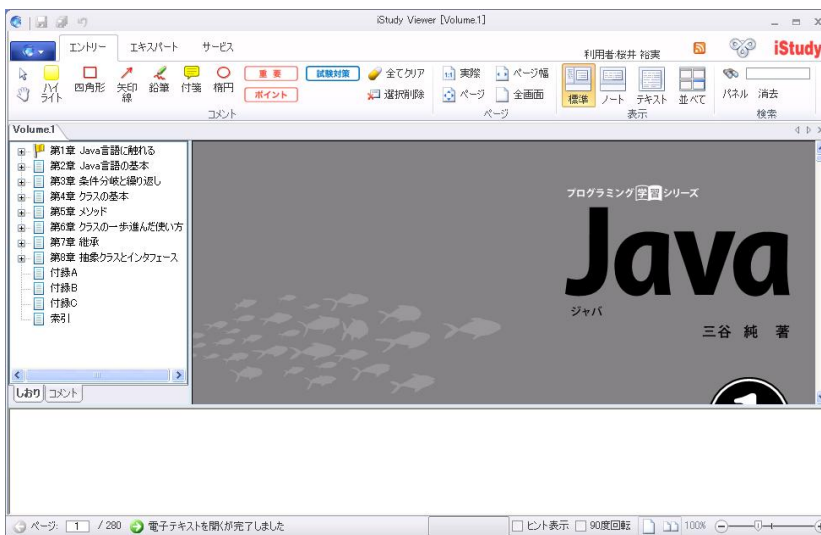 iStudy Viewer [Volume.1]
エントリー エキスパート サービス
利用者:桜井 裕実
iStudy
ハイライト 四角形 矢印線 鉛筆 付箋 楕円 重要 ポイント 試験対策 全てクリア 選択削除
コメント
実際 ページ幅
ページ 全画面
ページ
標準 ノート テキスト 並べて
表示
パネル 消去
検索
Volume.1
第1章 Java言語に触れる
第2章 Java言語の基本
第3章 条件分岐と繰り返し
第4章 クラスの基本
第5章 メソッド
第6章 クラスの一歩進んだ使い方
第7章 継承
第8章 抽象クラスとインタフェース
付録A
付録B
付録C
索引
しおり コメント
プログラミング学習シリーズ
Java
ジャバ
三谷 純 著
1
ページ: 1 / 280 電子テキストを開くが完了しました
ヒント表示 90度回転 100%